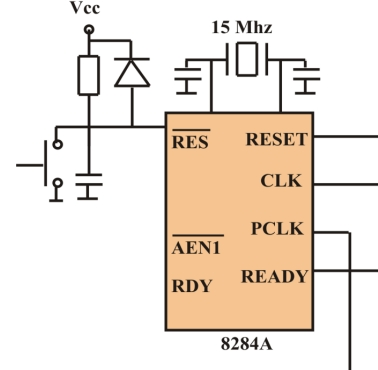 Vcc
15 Mhz
RES
RESET
CLK
PCLK
AEN1
READY
RDY
8284A